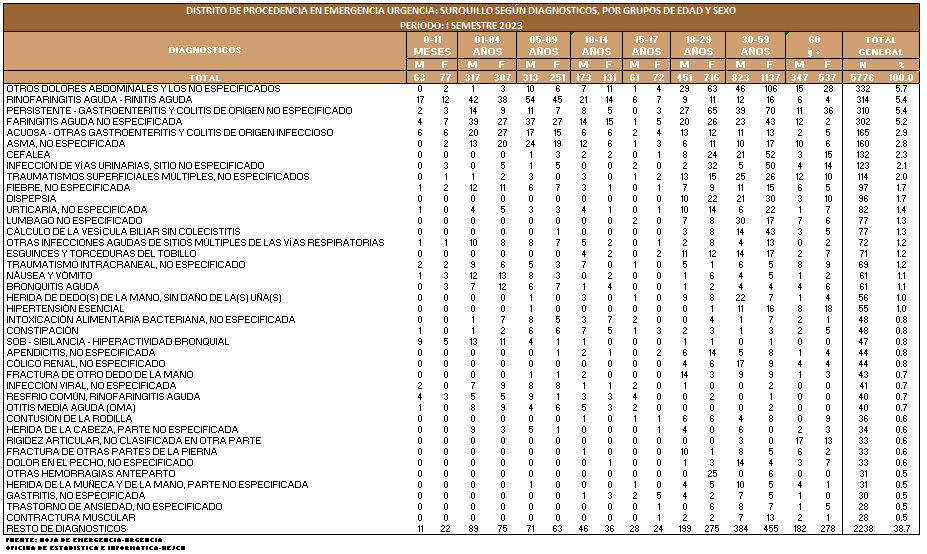 DISTRITO DE PROCEDENCIA EN EMERGENCIA URGENCIA: SURQUILLO SEGÚN DIAGNOSTICOS, POR GRUPOS DE EDAD Y SEXO
PERIODO: I SEMESTRE 2023
DIAGNOSTICOS 0-11 MESES 01-04 AÑOS 05-09 AÑOS 10-14 AÑOS 15-17 AÑOS 18-29 AÑOS 30-59 AÑOS 60 y + TOTAL GENERAL
M F M F M F M F M F M F M F M F N %
TOTAL 63 77 317 307 313 251 173 131 61 72 451 716 823 1137 347 537 5776 100.0
OTROS DOLORES ABDOMINALES Y LOS NO ESPECIFICADOS 0 2 1 3 10 6 7 11 1 4 29 63 46 106 15 28 332 5.7
RINOFARINGITIS AGUDA - RINITIS AGUDA 17 12 42 38 54 45 21 14 6 7 9 11 12 16 6 4 314 5.4
PERSISTENTE - GASTROENTERITIS Y COLITIS DE ORIGEN NO ESPECIFICADO 2 3 14 9 11 7 8 5 0 3 27 65 39 70 11 36 310 5.4
FARINGITIS AGUDA NO ESPECIFICADA 4 7 39 27 37 27 14 15 1 5 20 26 23 43 12 2 302 5.2
ACUOSA - OTRAS GASTROENTERITIS Y COLITIS DE ORIGEN INFECCIOSO 6 6 20 27 17 15 6 6 2 4 13 12 11 13 2 5 165 2.9
ASMA, NO ESPECIFICADA 0 2 13 20 24 19 12 6 1 3 6 11 10 17 10 6 160 2.8
CEFALEA 0 0 0 0 1 3 2 2 0 1 8 24 21 52 3 15 132 2.3
INFECCIÓN DE VÍAS URINARIAS, SITIO NO ESPECIFICADO 0 3 0 5 1 5 0 0 2 0 2 32 5 50 4 14 123 2.1
TRAUMATISMOS SUPERFICIALES MÚLTIPLES, NO ESPECIFICADOS 0 1 1 2 3 0 2 0 1 2 13 15 25 26 12 10 114 2.0
FIEBRE, NO ESPECIFICADA 1 2 12 11 6 7 3 1 0 1 7 9 11 15 6 5 97 1.7
DISPEPSIA 0 0 0 0 0 0 0 0 0 0 10 22 21 30 3 10 96 1.7
URTICARIA, NO ESPECIFICADA 1 0 4 5 3 3 4 1 0 1 10 14 6 22 1 7 82 1.4
LUMBAGO NO ESPECIFICADO 0 0 0 0 0 0 0 0 2 0 7 8 30 17 7 6 77 1.3
CÁLCULO DE LA VESÍCULA BILIAR SIN COLECISTITIS 0 0 0 0 0 0 0 1 0 0 3 8 14 43 3 5 77 1.3
OTRAS INFECCIONES AGUDAS DE SITIOS MÚLTIPLES DE LAS VÍAS RESPIRATORIAS 1 1 10 8 8 7 5 2 0 1 2 8 4 13 0 2 72 1.2
ESGUINCES Y TORCEDURAS DEL TOBILLO 0 0 0 0 0 0 4 2 0 2 11 12 14 17 2 7 71 1.2
TRAUMATISMO INTRACRANEAL, NO ESPECIFICADO 2 2 9 6 5 3 7 0 1 0 5 1 6 5 8 9 69 1.2
NÁUSEA Y VÓMITO 1 3 12 13 8 3 0 2 0 0 1 6 4 5 1 2 61 1.1
BRONQUITIS AGUDA 0 3 7 12 6 7 1 4 0 0 1 2 4 4 4 6 61 1.1
HERIDA DE DEDO(S) DE LA MANO, SIN DAÑO DE LA(S) UÑA(S) 0 0 0 0 1 0 3 0 1 0 9 8 22 7 1 4 56 1.0
HIPERTENSIÓN ESENCIAL 0 0 0 0 0 0 0 0 0 0 0 1 11 16 8 18 55 1.0
INTOXICACIÓN ALIMENTARIA BACTERIANA, NO ESPECIFICADA 0 0 1 7 8 5 3 7 2 0 0 4 1 7 2 1 48 0.8
CONSTIPACIÓN 1 0 1 2 6 6 7 5 1 3 2 3 1 3 2 5 48 0.8
SOB - SIBILANCIA - HIPERACTIVIDAD BRONQUIAL 9 5 13 11 4 1 1 1 0 1 1 0 1 0 0 0 47 0.8
APENDICITIS, NO ESPECIFICADA 0 0 0 0 0 1 2 1 0 2 6 14 5 8 1 4 44 0.8
CÓLICO RENAL, NO ESPECIFICADO 0 0 0 0 0 0 0 0 0 0 4 6 17 9 4 4 44 0.8
FRACTURA DE OTRO DEDO DE LA MANO 0 0 0 0 1 1 2 0 0 0 14 3 9 9 1 3 43 0.7
INFECCIÓN VIRAL, NO ESPECIFICADA 2 0 7 9 8 8 1 1 2 0 1 0 0 2 0 0 41 0.7
RESFRIO COMÚN, RINOFARINGITIS AGUDA 4 3 5 5 9 1 3 4 0 0 2 0 1 0 0 40 0.7
OTITIS MEDIA AGUDA (OMA) 1 0 8 9 4 6 5 3 2 0 0 0 0 2 0 0 40 0.7
CONTUSIÓN DE LA RODILLA 0 0 0 0 0 0 0 1 1 6 6 4 8 0 9 36 0.6
HERIDA DE LA CABEZA, PARTE NO ESPECIFICADA 0 0 9 3 5 1 9 0 0 0 1 1 0 0 2 3 34 0.6
RIGIDEZ ARTICULAR, NO CLASIFICADA EN OTRA PARTE 0 0 0 0 0 0 0 0 0 0 0 0 3 0 17 13 33 0.6
FRACTURA DE OTRAS PARTES DE LA PIERNA 0 0 0 0 0 0 1 0 0 0 10 1 8 5 6 2 33 0.6
DOLOR EN EL PECHO, NO ESPECIFICADO 0 0 0 0 0 0 0 1 0 0 1 3 14 4 3 7 33 0.6
OTRAS HEMORRAGIAS ANTEPARTO 0 0 0 0 0 0 0 0 0 0 0 25 0 6 0 0 31 0.5
HERIDA DE LA MUÑECA Y DE LA MANO, PARTE NO ESPECIFICADA 0 0 0 0 1 1 0 0 0 0 4 5 10 5 4 1 31 0.5
GASTRITIS, NO ESPECIFICADA 0 0 0 0 0 0 1 3 2 5 4 2 7 5 1 0 30 0.5
TRASTORNO DE ANSIEDAD, NO ESPECIFICADO 0 0 0 0 0 0 0 0 0 0 6 8 7 1 5 28 0.5
CONTRACTURA MUSCULAR 0 0 0 0 0 0 0 0 0 1 2 2 7 13 2 1 28 0.5
RESTO DE DIAGNOSTICOS 11 22 89 75 71 63 46 36 28 24 199 275 384 455 182 278 2238 38.7
FUENTE: HOJA DE EMERGENCIA-URGENCIA
OFICINA DE ESTADISTICA E INFORMATICA-HEJCU